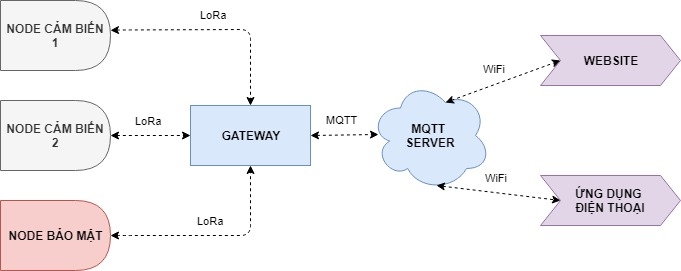 NODE CẢM BIẾN
1
LoRa
NODE CẢM BIẾN
2
LoRa
NODE BẢO MẬT
LoRa
GATEWAY
MQTT
MQTT
SERVER
WiFi
WEBSITE
WiFi
ỨNG DỤNG
ĐIỆN THOẠI